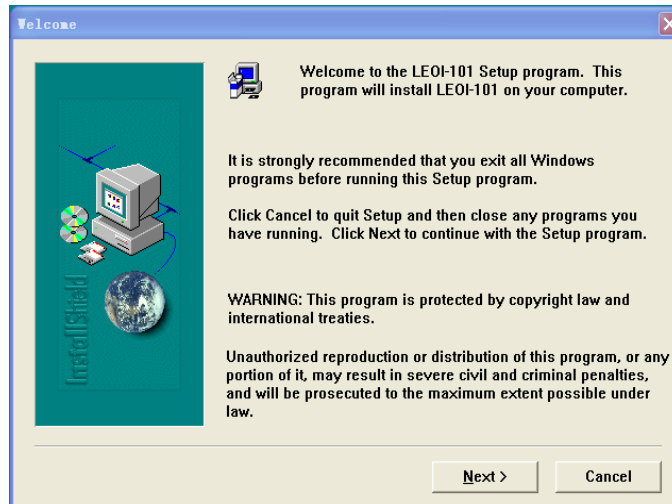 Welcome
Welcome to the LEOI-101 Setup program. This
program will install LEOI-101 on your computer.
It is strongly recommended that you exit all Windows
programs before running this Setup program.
Click Cancel to quit Setup and then close any programs you
have running. Click Next to continue with the Setup program.
WARNING: This program is protected by copyright law and
international treaties.
Unauthorized reproduction or distribution of this program, or any
portion of it, may result in severe civil and criminal penalties,
and will be prosecuted to the maximum extent possible under
law.
InstallShield
Next >
Cancel